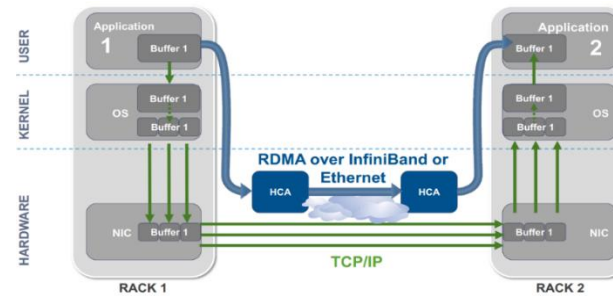 USER
KERNEL
HARDWARE
Application
1
Buffer 1
Buffer 1
OS
Buffer 1
NIC
Buffer 1
RACK 1
RDMA over InfiniBand or
Ethernet
HCA
HCA
TCP/IP
Application
2
Buffer 1
Buffer 1
OS
Buffer 1
Buffer 1
NIC
RACK 2